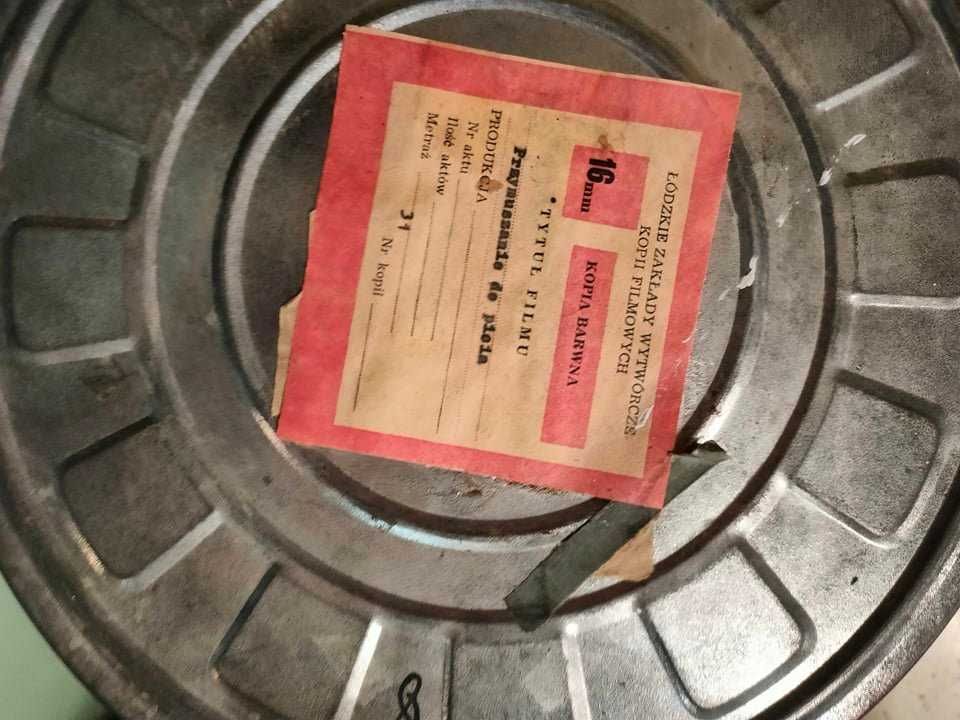 ŁÓDZKIE ZAKŁADY WYTWÓRCZE
KOPII FILMOWYCH
16mm KOPIA BARWNA
TYTUŁ FILMU
Przymuszanie do picia
PRODUKCJA
Nr aktu
Ilość aktów
Metraż 31
Nr kopii